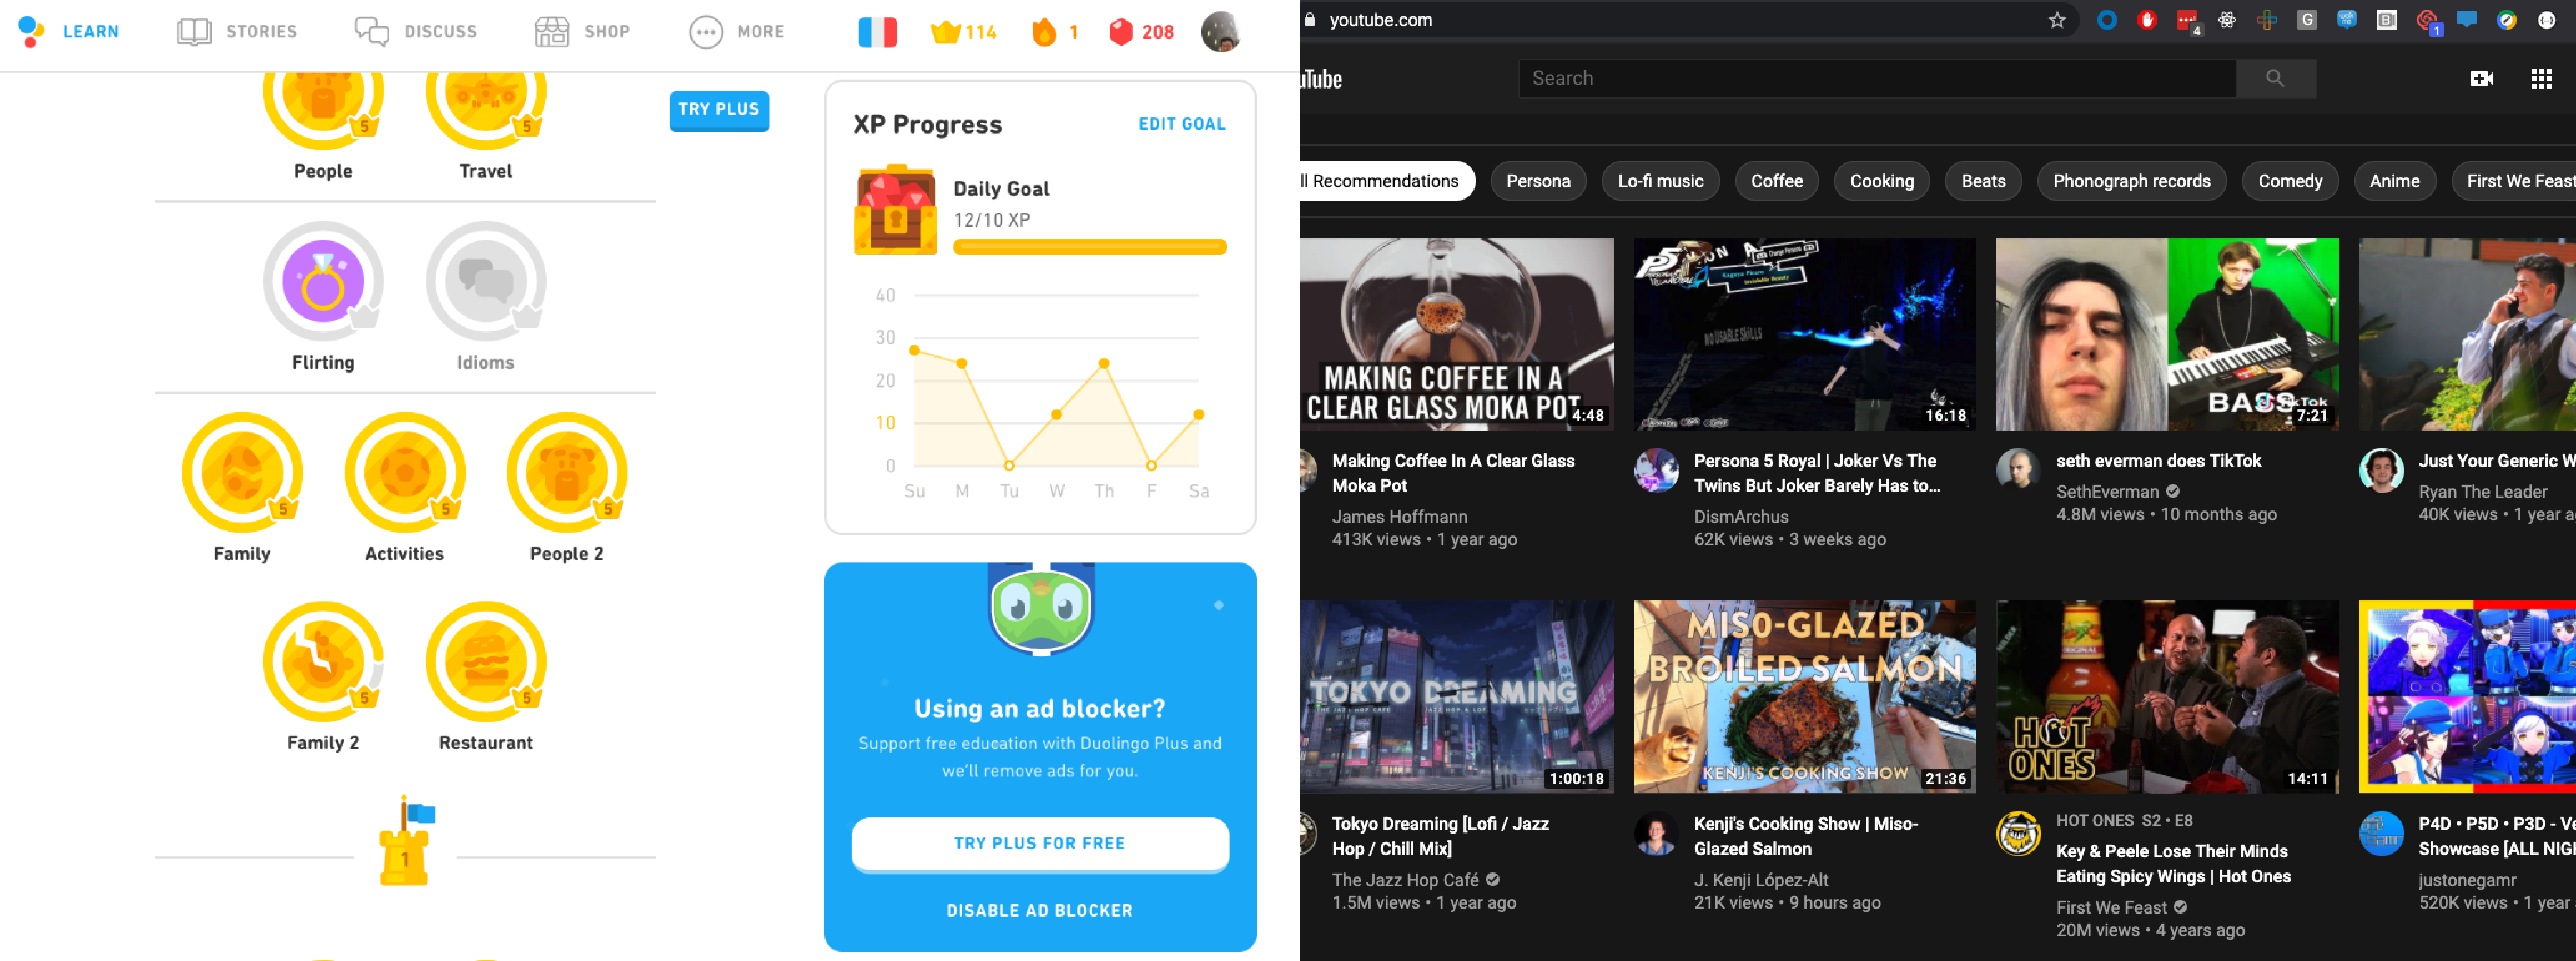 LEARN
STORIES
DISCUSS
SHOP
MORE
114
1
208
5
5
People
Travel
TRY PLUS
Flirting
Idioms
5
5
5
Family
Activities
People 2
5
5
Family 2
Restaurant
1
XP Progress
EDIT GOAL
Daily Goal
12/10 XP
40
30
20
10
0
Su M Tu W Th F Sa
Using an ad blocker?
Support free education with Duolingo Plus and
we'll remove ads for you.
TRY PLUS FOR FREE
DISABLE AD BLOCKER
youtube.com
4
G
B
1
uTube
Search
ll Recommendations
Persona
Lo-fi music
Coffee
Cooking
Beats
Phonograph records
Comedy
Anime
First We Feast
MAKING COFFEE IN A
CLEAR GLASS MOKA POT
4:48
Making Coffee In A Clear Glass
Moka Pot
James Hoffmann
413K views • 1 year ago
NO USABLE SKILLS
16:18
Persona 5 Royal | Joker Vs The
Twins But Joker Barely Has to...
DismArchus
62K views • 3 weeks ago
BASS
TikTok
7:21
seth everman does TikTok
SethEverman
4.8M views • 10 months ago
Just Your Generic W
Ryan The Leader
40K views • 1 year a
TOKYO DREAMING
1:00:18
Tokyo Dreaming [Lofi / Jazz
Hop / Chill Mix]
The Jazz Hop Café
1.5M views • 1 year ago
MISO-GLAZED
BROILED SALMON
KENJI'S COOKING SHOW
21:36
Kenji's Cooking Show | Miso-
Glazed Salmon
J. Kenji López-Alt
21K views • 9 hours ago
ORIGINAL
HOT
ONES
14:11
HOT ONES S2 • E8
Key & Peele Lose Their Minds
Eating Spicy Wings | Hot Ones
First We Feast
20M views • 4 years ago
P4D • P5D • P3D - Ve
Showcase [ALL NIG
justonegamr
520K views • 1 year